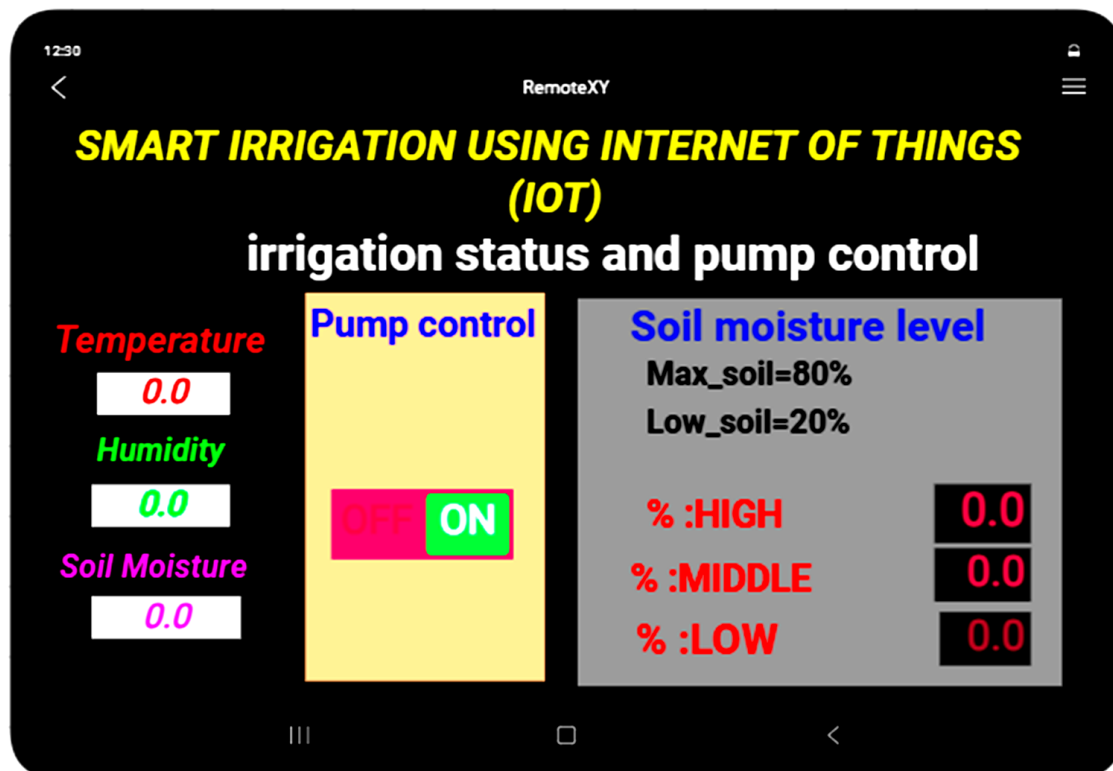 12:30
RemoteXY
SMART IRRIGATION USING INTERNET OF THINGS
(IOT)
irrigation status and pump control
Temperature
0.0
Humidity
0.0
Soil Moisture
0.0
Pump control
OFF ON
Soil moisture level
Max_soil=80%
Low_soil=20%
% :HIGH 0.0
% :MIDDLE 0.0
% :LOW 0.0